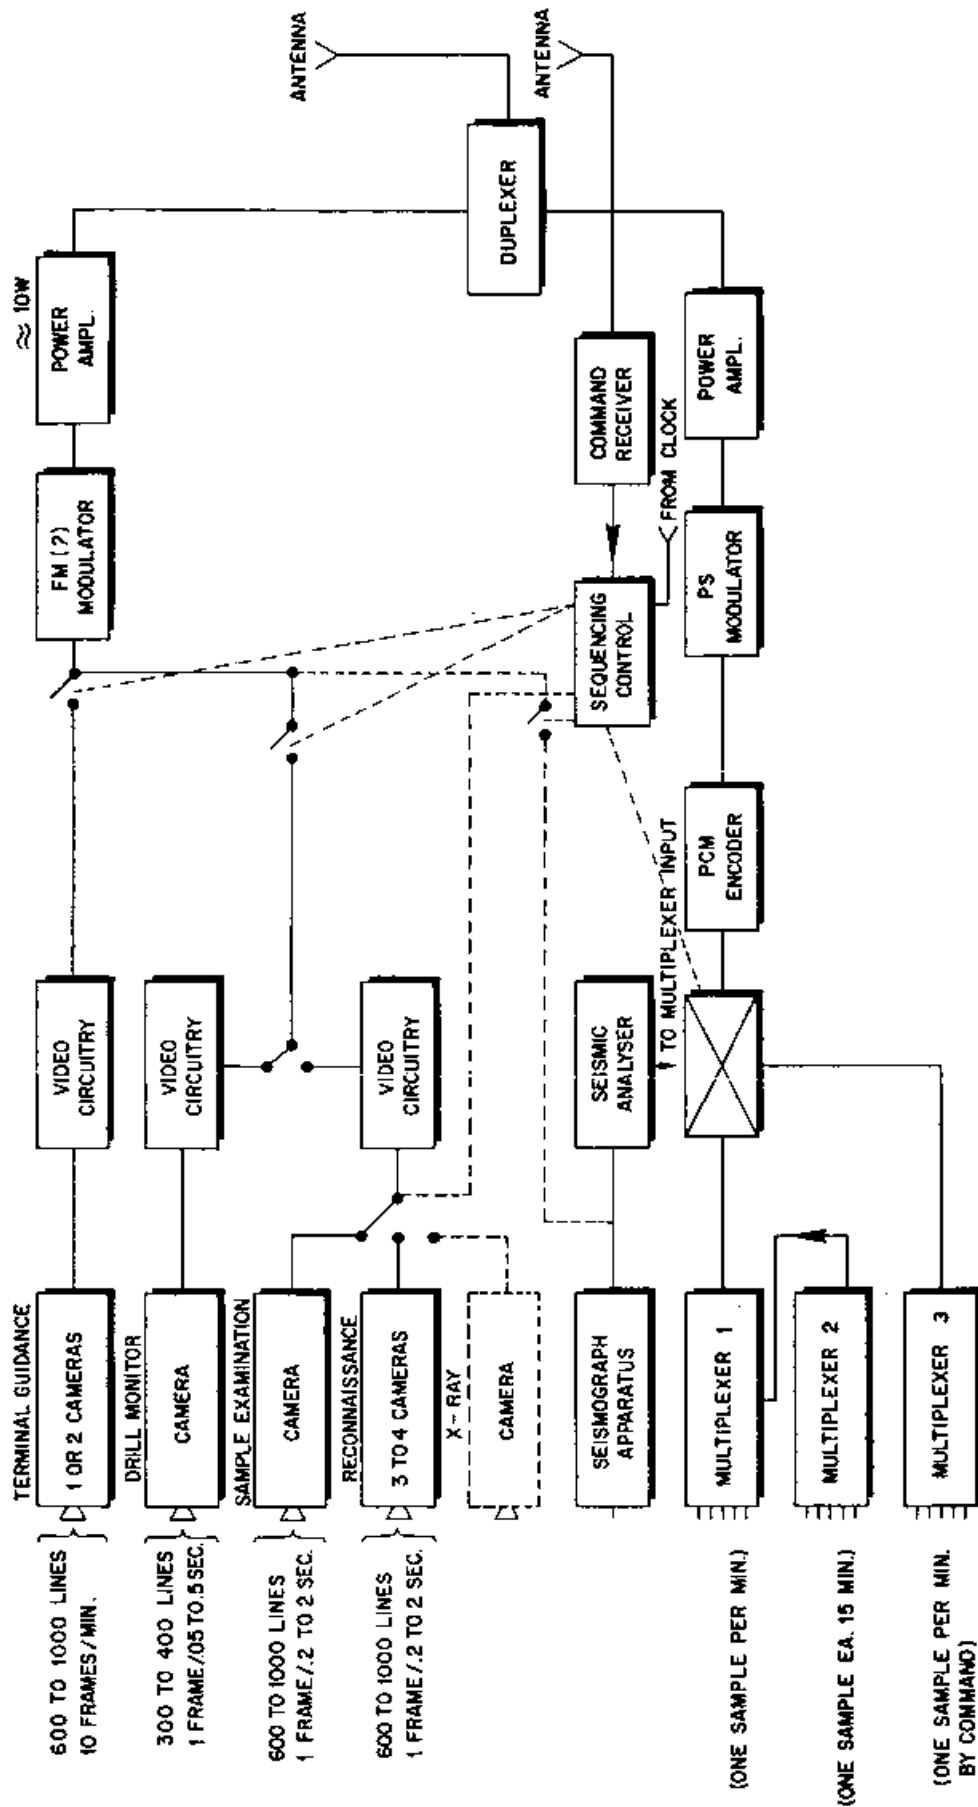 600 TO 1000 LINES
10 FRAMES/MIN.
TERMINAL GUIDANCE
1 OR 2 CAMERAS
VIDEO
CIRCUITRY
FM (?)
MODULATOR
≈ 10W
POWER
AMPL.
300 TO 400 LINES
1 FRAME/.05 TO .5 SEC.
DRILL MONITOR
CAMERA
VIDEO
CIRCUITRY
600 TO 1000 LINES
1 FRAME/.2 TO 2 SEC.
SAMPLE EXAMINATION
CAMERA
ANTENNA
600 TO 1000 LINES
1 FRAME/.2 TO 2 SEC.
RECONNAISSANCE
3 TO 4 CAMERAS
VIDEO
CIRCUITRY
X-RAY
CAMERA
DUPLEXER
ANTENNA
SEISMOGRAPH
APPARATUS
SEISMIC
ANALYSER
SEQUENCING
CONTROL
COMMAND
RECEIVER
TO MULTIPLEXER INPUT
FROM CLOCK
(ONE SAMPLE PER MIN.)
MULTIPLEXER 1
PCM
ENCODER
PS
MODULATOR
POWER
AMPL.
(ONE SAMPLE EA. 15 MIN.)
MULTIPLEXER 2
(ONE SAMPLE PER MIN.
BY COMMAND)
MULTIPLEXER 3